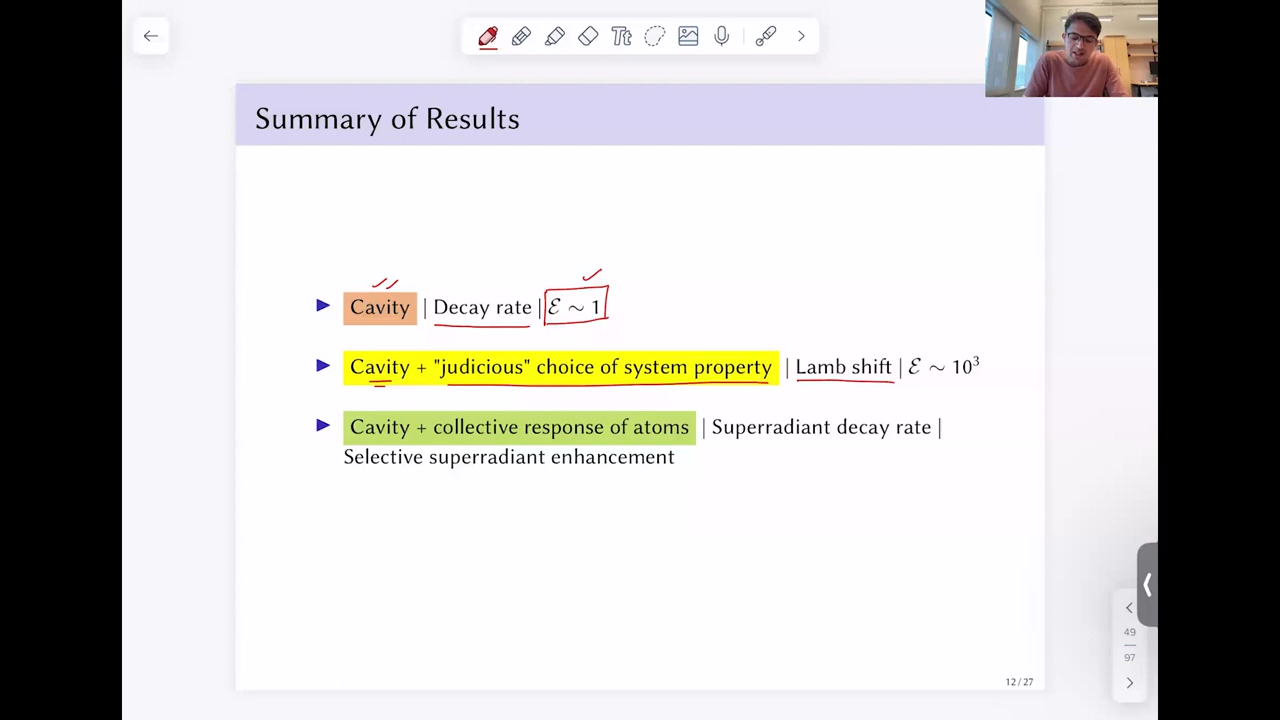 Tt
Summary of Results
Cavity | Decay rate | ℰ ∼ 1
Cavity + "judicious" choice of system property | Lamb shift | ℰ ∼ 10³
Cavity + collective response of atoms | Superradiant decay rate |
Selective superradiant enhancement
49
97
12 / 27